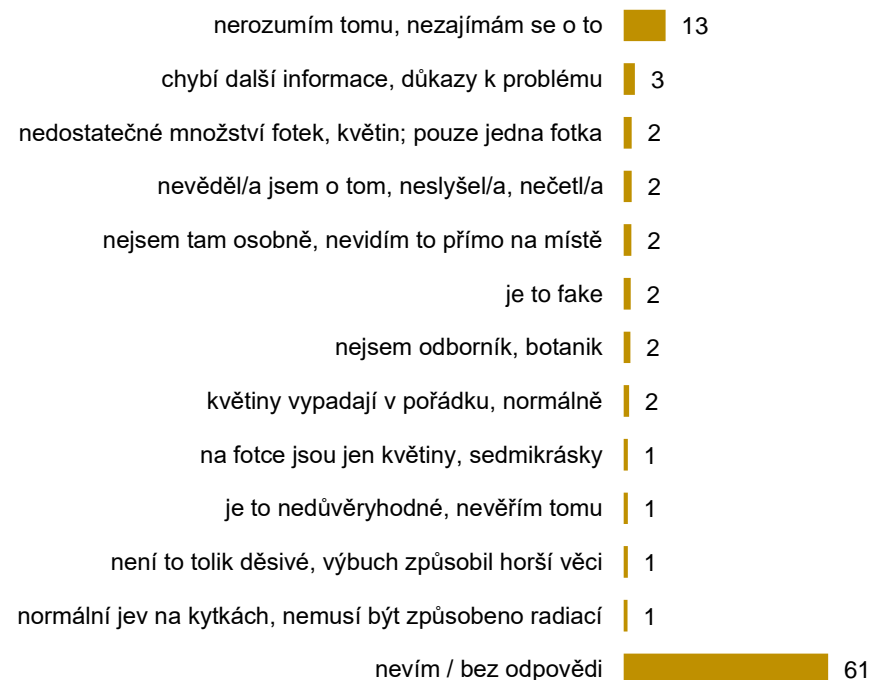 nerozumím tomu, nezajímám se o to 13
chybí další informace, důkazy k problému 3
nedostatečné množství fotek, květin; pouze jedna fotka 2
nevěděl/a jsem o tom, neslyšel/a, nečetl/a 2
nejsem tam osobně, nevidím to přímo na místě 2
je to fake 2
nejsem odborník, botanik 2
květiny vypadají v pořádku, normálně 2
na fotce jsou jen květiny, sedmikrásky 1
je to nedůvěryhodné, nevěřím tomu 1
není to tolik děsivé, výbuch způsobil horší věci 1
normální jev na kytkách, nemusí být způsobeno radiací 1
nevím / bez odpovědi 61